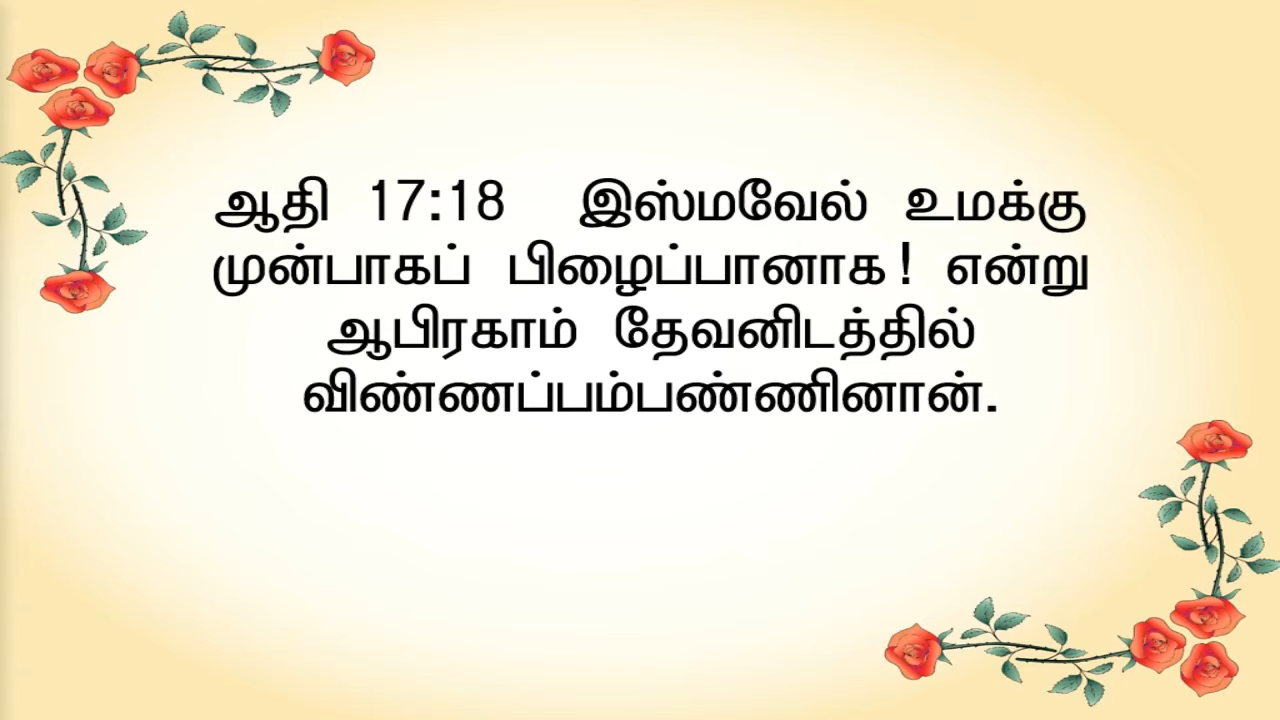 ஆதி 17:18 இஸ்மவேல் உமக்கு
முன்பாகப் பிழைப்பானாக! என்று
ஆபிரகாம் தேவனிடத்தில்
விண்ணப்பம்பண்ணினான்.